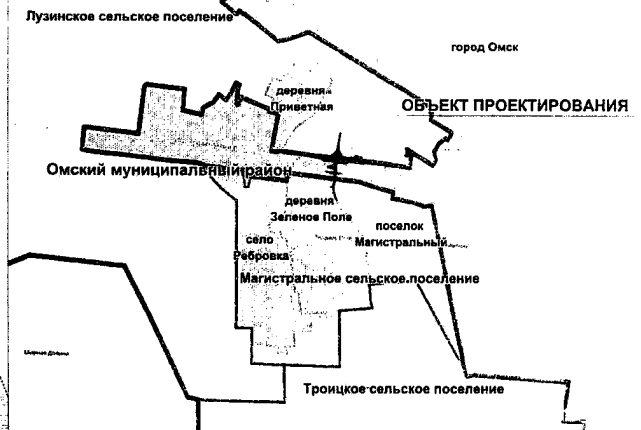 Лузинское сельское поселение
город Омск
деревня
Приветная
ОБЪЕКТ ПРОЕКТИРОВАНИЯ
Омский муниципальный район
деревня
Зеленое Поле
поселок
Магистральный
село
Ребровка
Магистральное сельское поселение
Троицкое сельское поселение